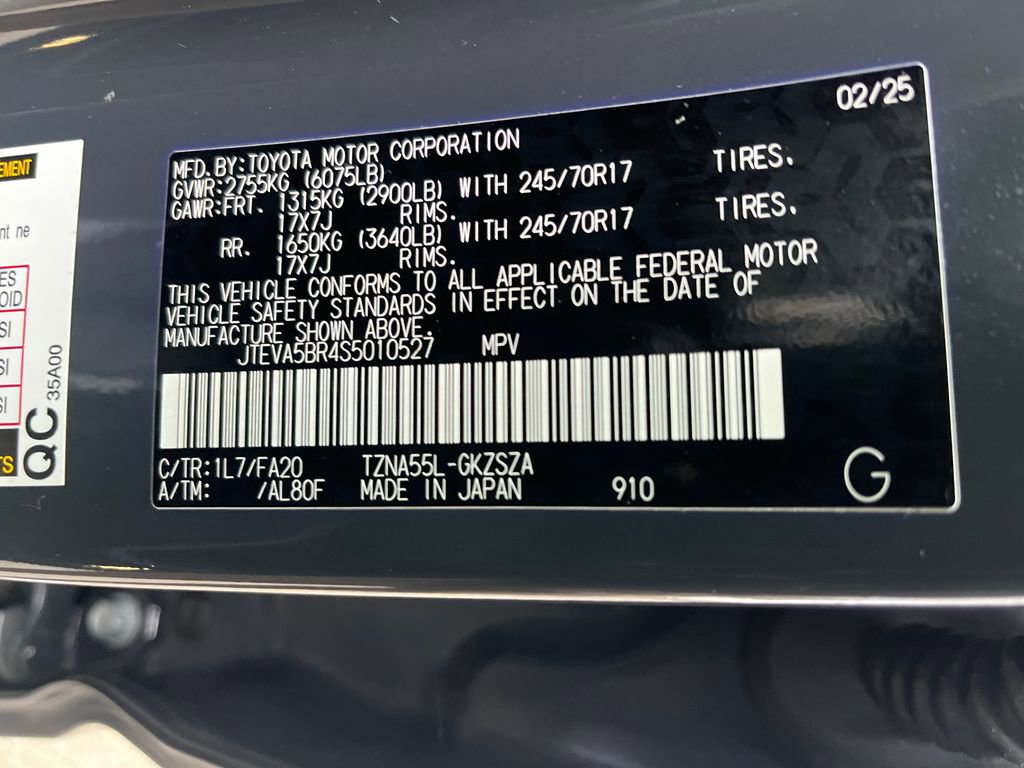 02/25
MFD.BY:TOYOTA MOTOR CORPORATION
GVWR:2755KG (6075LB)
GAWR:FRT. 1315KG (2900LB) WITH 245/70R17 TIRES.
17X7J RIMS.
RR. 1650KG (3640LB) WITH 245/70R17 TIRES.
17X7J RIMS.
THIS VEHICLE CONFORMS TO ALL APPLICABLE FEDERAL MOTOR
VEHICLE SAFETY STANDARDS IN EFFECT ON THE DATE OF
MANUFACTURE SHOWN ABOVE.
JTEVA5BR4S5010527 MPV
C/TR:1L7/FA20 TZNA55L-GKZSZA
A/TM: /AL80F MADE IN JAPAN 910
G
QC
35A00